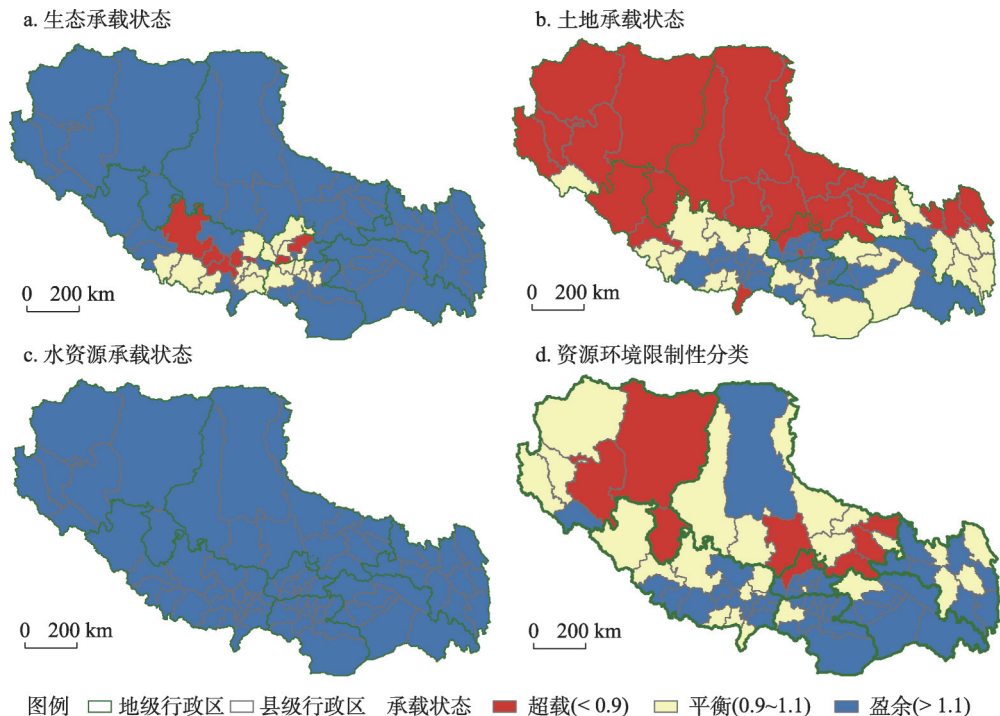 a. 生态承载状态
b. 土地承载状态
0 200 km
0 200 km
c. 水资源承载状态
d. 资源环境限制性分类
0 200 km
0 200 km
图例 地级行政区 县级行政区 承载状态 超载(< 0.9) 平衡(0.9~1.1) 盈余(> 1.1)